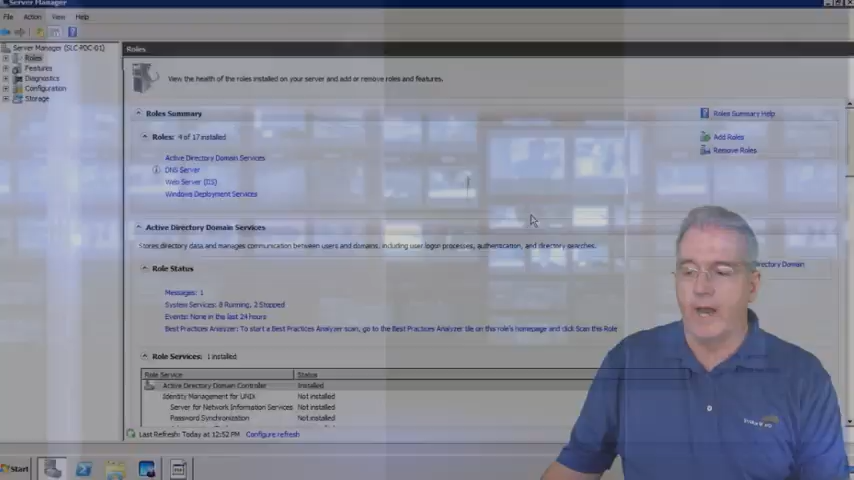 Server Manager
File Action View Help
Server Manager (SLC-PDC-01)
Roles
Features
Diagnostics
Configuration
Storage
Roles
View the health of the roles installed on your server and add or remove roles and features.
Roles Summary
Roles Summary Help
Roles: 4 of 17 installed
Add Roles
Remove Roles
Active Directory Domain Services
DNS Server
Web Server (IIS)
Windows Deployment Services
Active Directory Domain Services
Stores directory data and manages communication between users and domains, including user logon processes, authentication, and directory searches.
Role Status
Directory Domain
Messages: 1
System Services: 8 Running, 2 Stopped
Events: None in the last 24 hours
Best Practices Analyzer: To start a Best Practices Analyzer scan, go to the Best Practices Analyzer tile on this role's homepage and click Scan this Role
Role Services: 1 installed
Role Service Status
Active Directory Domain Controller Installed
Identity Management for UNIX Not installed
Server for Network Information Services Not installed
Password Synchronization Not installed
Last Refresh: Today at 12:52 PM Configure refresh
Start